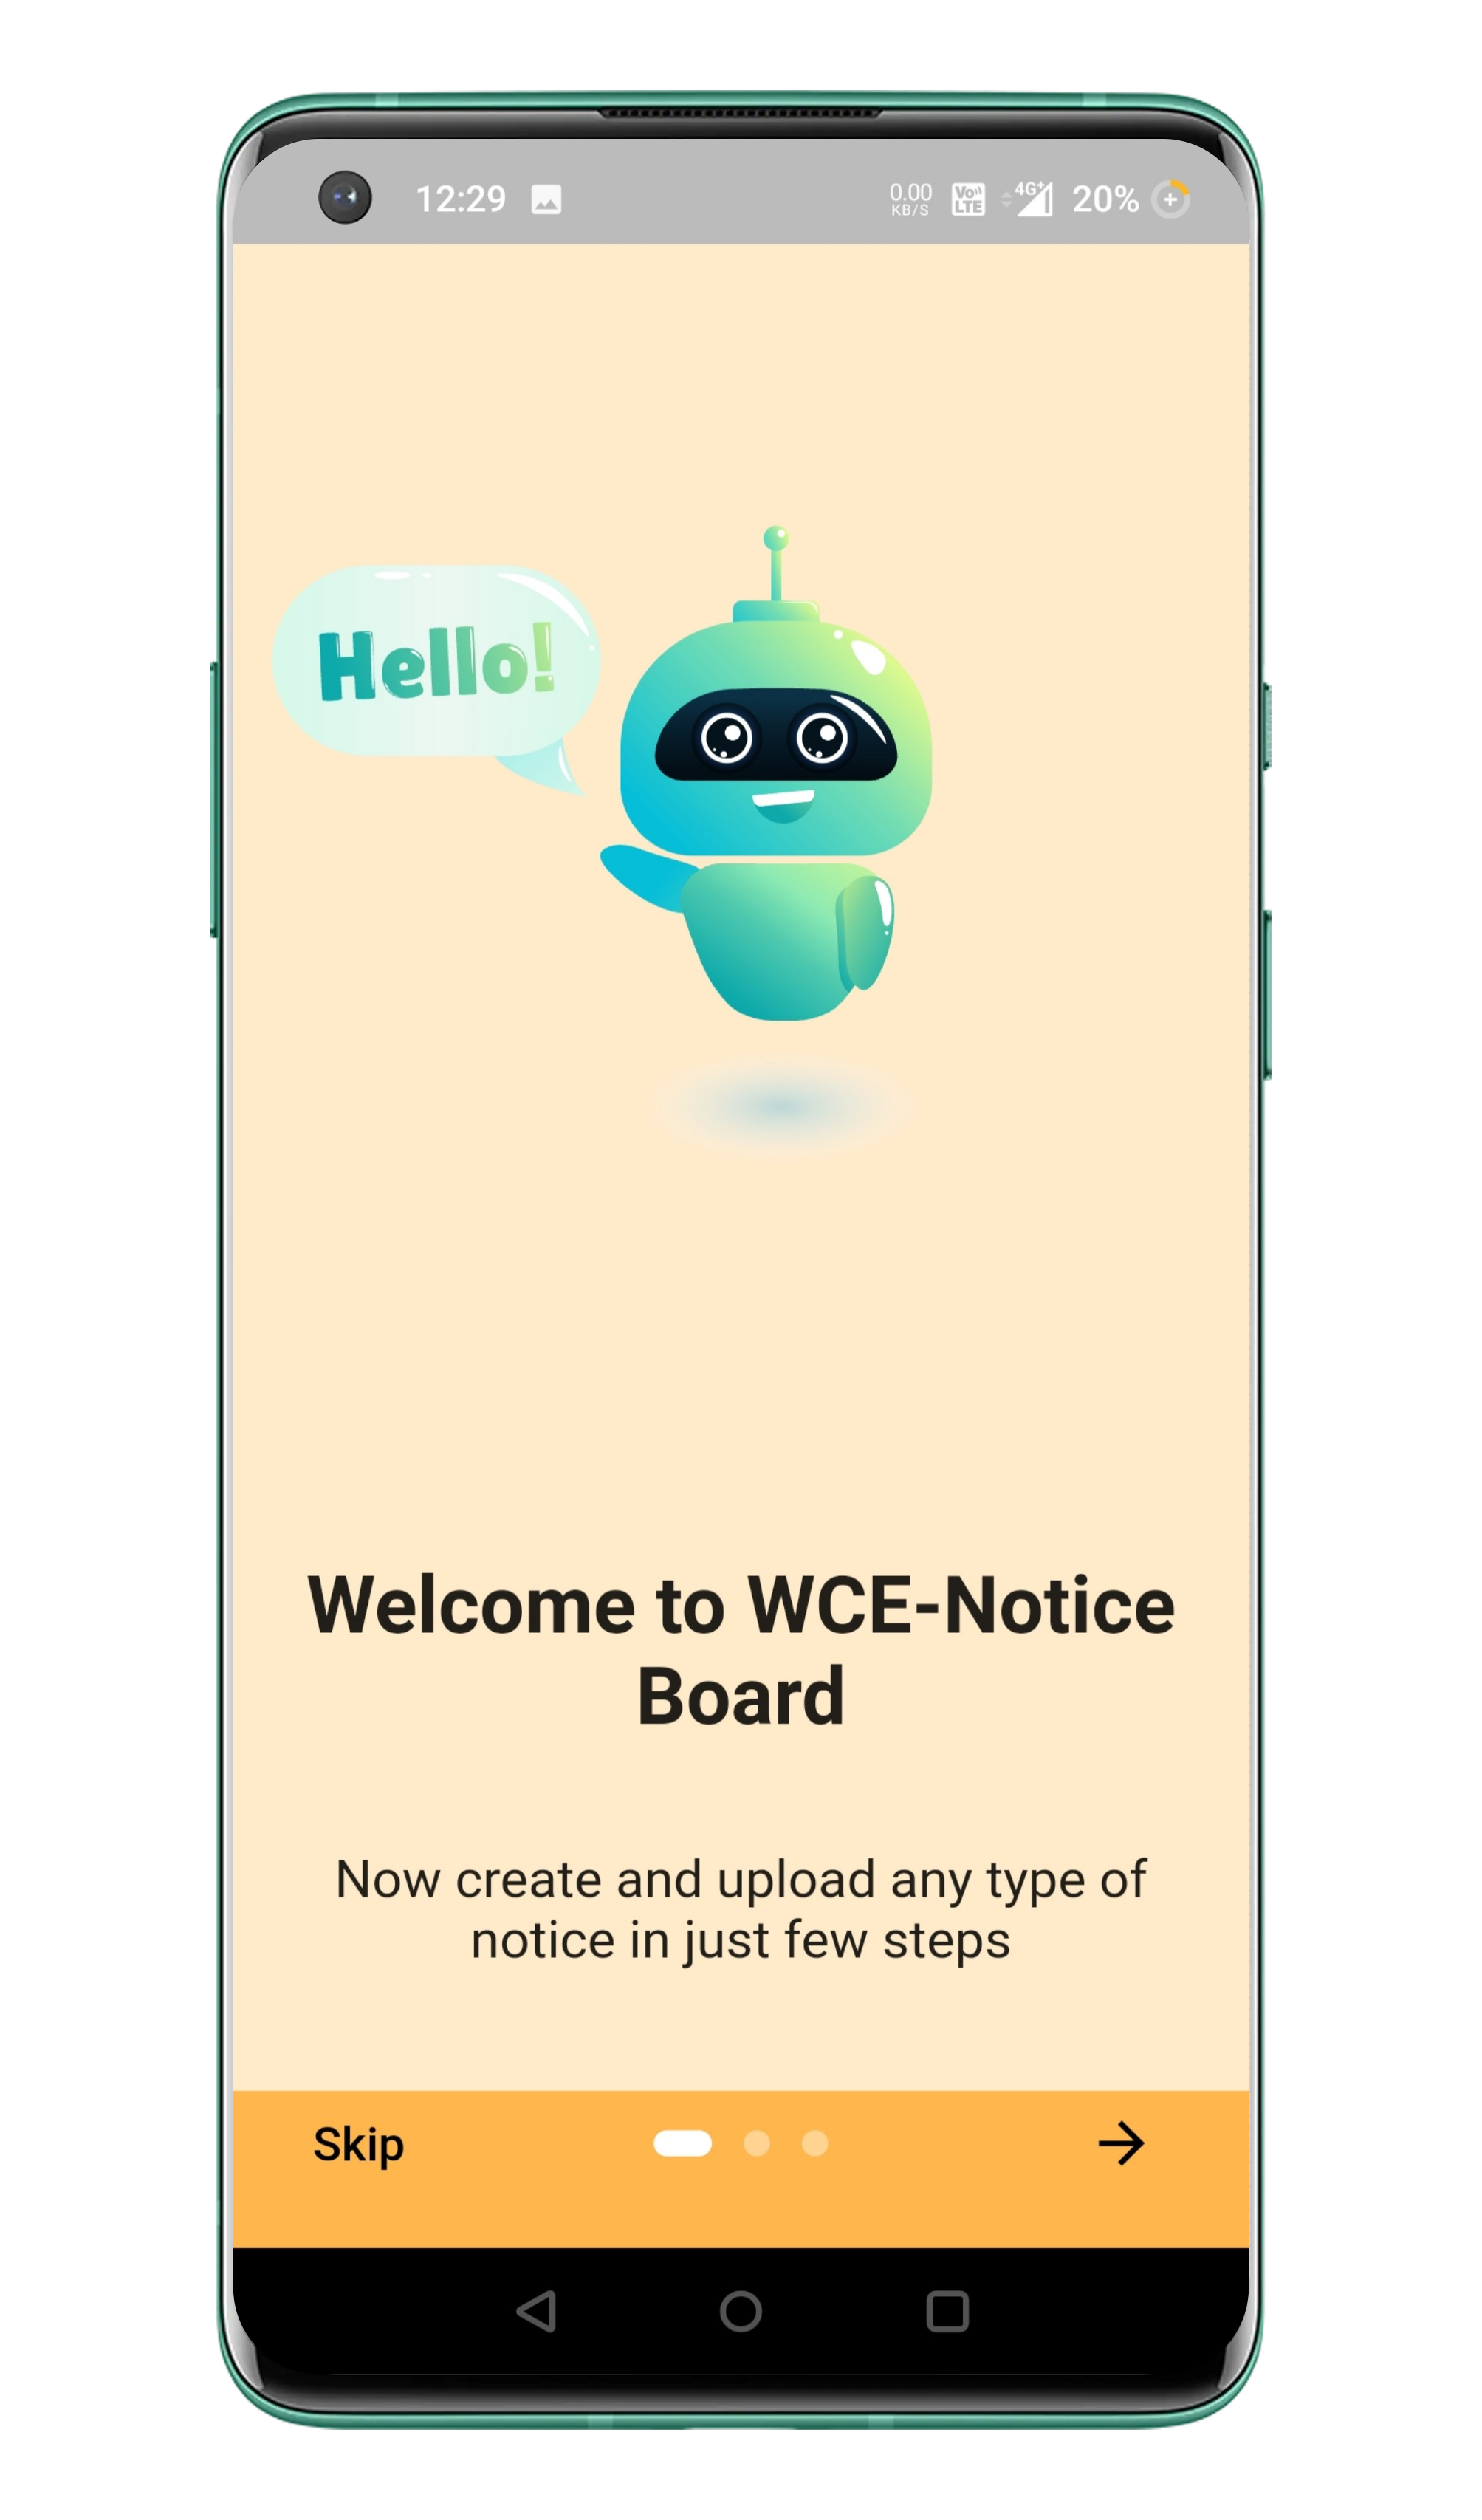 12:29
0.00
KB/S
Vo
LTE
4G+
20%
Hello!
Welcome to WCE-Notice
Board
Now create and upload any type of
notice in just few steps
Skip